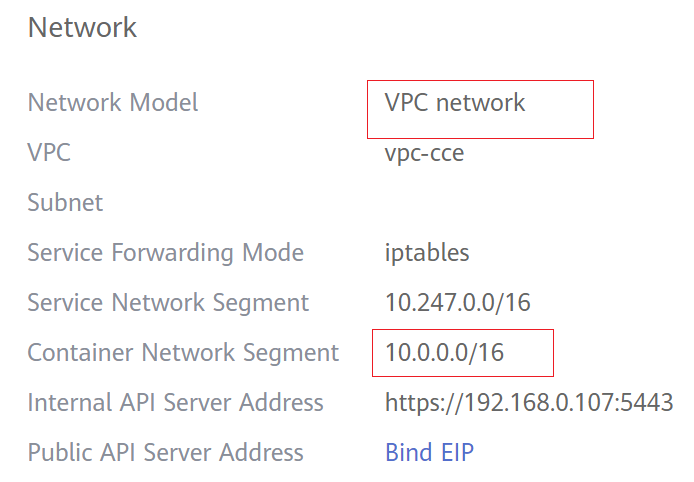 Network
Network Model VPC network
VPC vpc-cce
Subnet
Service Forwarding Mode iptables
Service Network Segment 10.247.0.0/16
Container Network Segment 10.0.0.0/16
Internal API Server Address https://192.168.0.107:5443
Public API Server Address Bind EIP